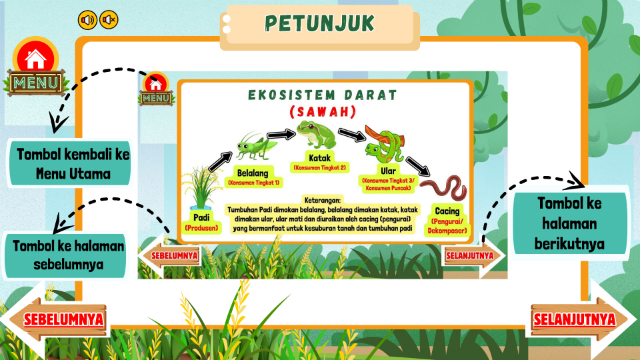 PETUNJUK
MENU
MENU
EKOSISTEM DARAT
(SAWAH)
Tombol kembali ke
Menu Utama
Katak
(Konsumen Tingkat 2)
Belalang
(Konsumen Tingkat 1)
Ular
(Konsumen Tingkat 3/
Konsumen Puncak)
Padi
(Produsen)
Cacing
(Pengurai/
Dekomposer)
Keterangan:
Tumbuhan Padi dimakan belalang, belalang dimakan katak, katak
dimakan ular, ular mati dan diuraikan oleh cacing (pengurai)
yang bermanfaat untuk kesuburan tanah dan tumbuhan padi
Tombol ke
halaman
berikutnya
Tombol ke halaman
sebelumnya
SEBELUMNYA
SELANJUTNYA
SEBELUMNYA
SELANJUTNYA